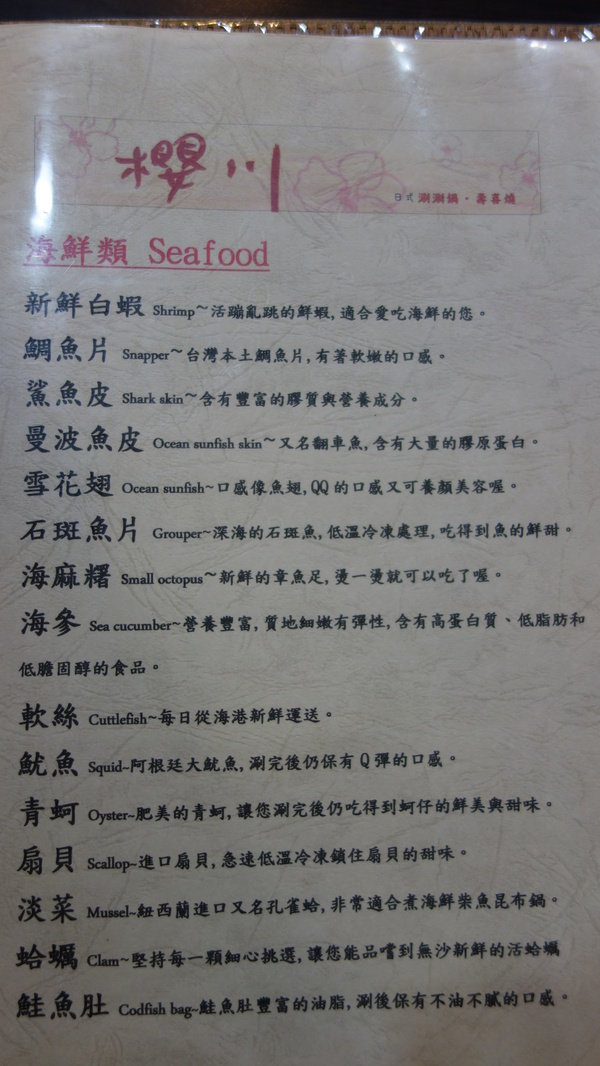 櫻川
日式涮涮鍋・壽喜燒
海鮮類 Seafood
新鮮白蝦 Shrimp～活蹦亂跳的鮮蝦,適合愛吃海鮮的您。
鯛魚片 Snapper～台灣本土鯛魚片,有著軟嫩的口感。
鯊魚皮 Shark skin～含有豐富的膠質與營養成分。
曼波魚皮 Ocean sunfish skin～又名翻車魚,含有大量的膠原蛋白。
雪花翅 Ocean sunfish~口感像魚翅,QQ的口感又可養顏美容喔。
石斑魚片 Grouper~深海的石斑魚,低溫冷凍處理,吃得到魚的鮮甜。
海麻糬 Small octopus～新鮮的章魚足,燙一燙就可以吃了喔。
海參 Sea cucumber~營養豐富,質地細嫩有彈性,含有高蛋白質、低脂肪和
低膽固醇的食品。
軟絲 Cuttlefish~每日從海港新鮮運送。
魷魚 Squid~阿根廷大魷魚,涮完後仍保有Q彈的口感。
青蚵 Oyster~肥美的青蚵,讓您涮完後仍吃得到蚵仔的鮮美與甜味。
扇貝 Scallop~進口扇貝,急速低溫冷凍鎖住扇貝的甜味。
淡菜 Mussel~紐西蘭進口又名孔雀蛤,非常適合煮海鮮柴魚昆布鍋。
蛤蠣 Clam~堅持每一顆細心挑選,讓您能品嚐到無沙新鮮的活蛤蠣
鮭魚肚 Codfish bag~鮭魚肚豐富的油脂,涮後保有不油不膩的口感。